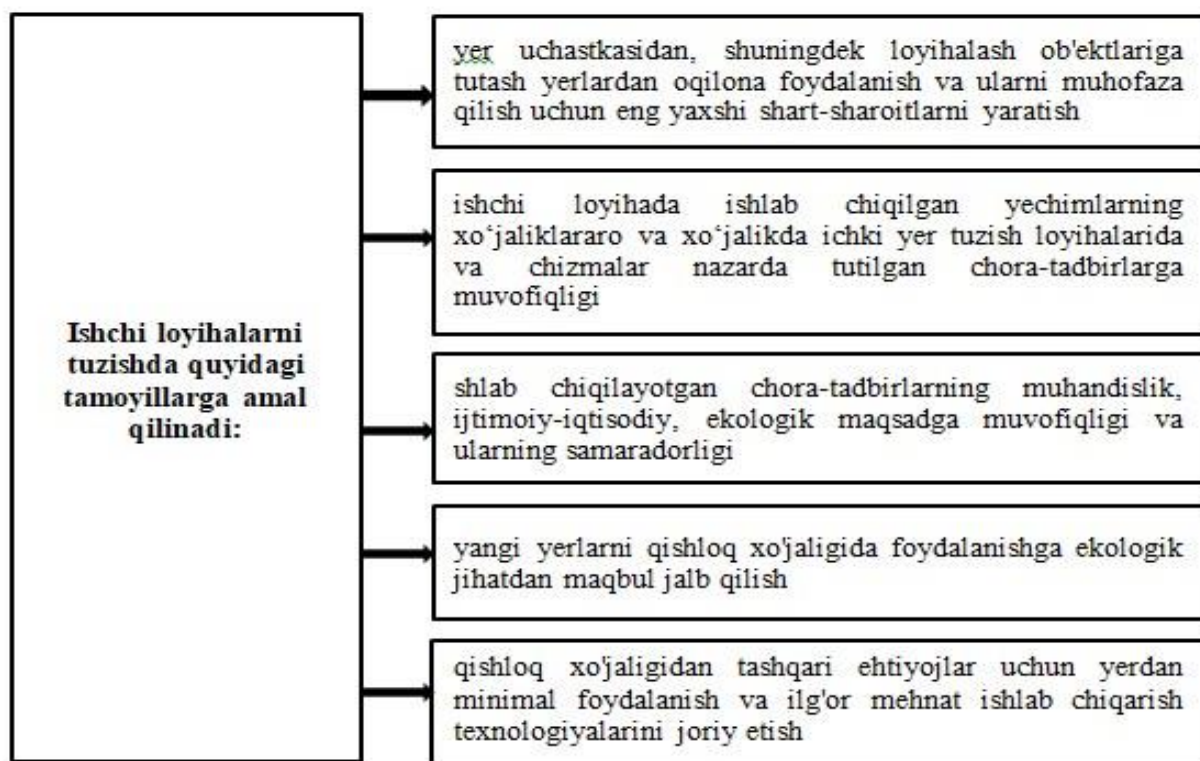 Ishchi loyihalarni
tuzishda quyidagi
tamoyillarga amal
qilinadi:
yer uchastkasidan, shuningdek loyihalash ob'ektlariga
tutash yerlardan oqilona foydalanish va ularni muhofaza
qilish uchun eng yaxshi shart-sharoitlarni yaratish
ishchi loyihada ishlab chiqilgan yechimlarning
xo‘jaliklararo va xo‘jalikda ichki yer tuzish loyihalarida
va chizmalar nazarda tutilgan chora-tadbirlarga
muvofiqligi
shlab chiqilayotgan chora-tadbirlarning muhandislik,
ijtimoiy-iqtisodiy, ekologik maqsadga muvofiqligi va
ularning samaradorligi
yangi yerlarni qishloq xo'jaligida foydalanishga ekologik
jihatdan maqbul jalb qilish
qishloq xo'jaligidan tashqari ehtiyojlar uchun yerdan
minimal foydalanish va ilg'or mehnat ishlab chiqarish
texnologiyalarini joriy etish